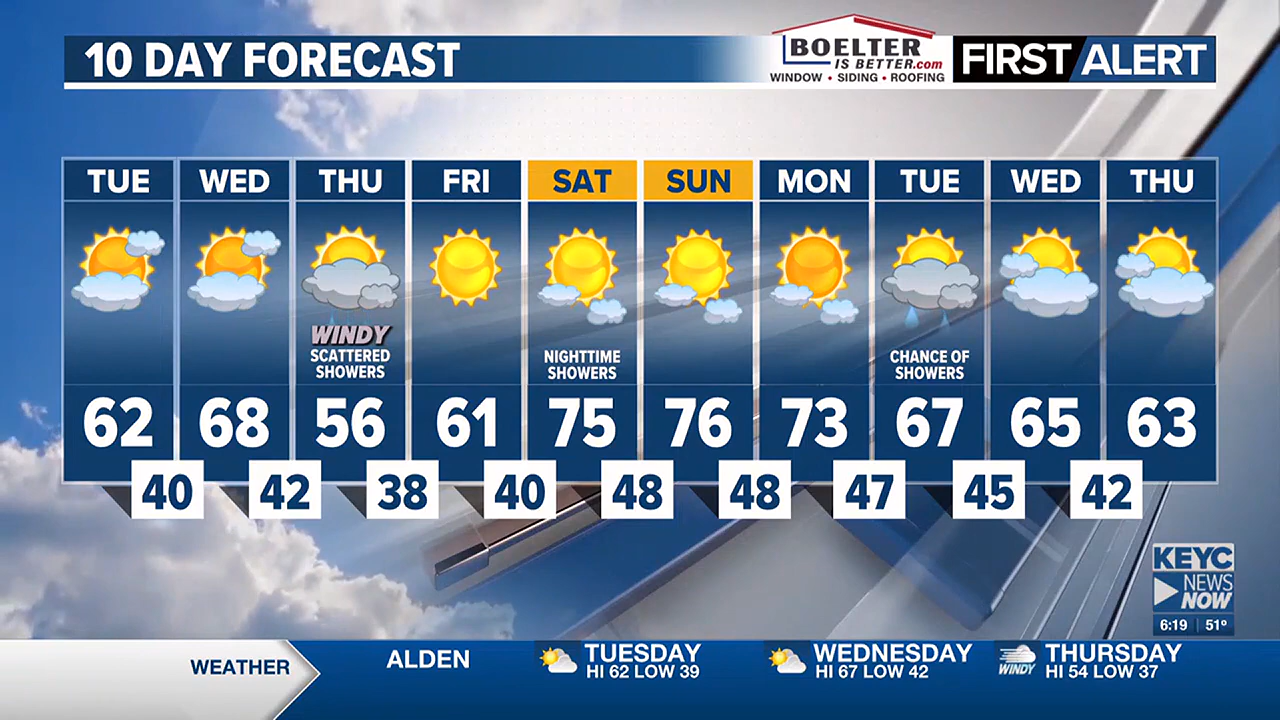 10 DAY FORECAST
BOELTER
IS BETTER.com
WINDOW • SIDING • ROOFING
FIRST ALERT
TUE WED THU FRI SAT SUN MON TUE WED THU
WINDY
SCATTERED
SHOWERS
NIGHTTIME
SHOWERS
CHANCE OF
SHOWERS
62 68 56 61 75 76 73 67 65 63
40 42 38 40 48 48 47 45 42
KEYC
NEWS
NOW
6:19 51°
WEATHER
ALDEN
TUESDAY
HI 62 LOW 39
WEDNESDAY
HI 67 LOW 42
WINDY
THURSDAY
HI 54 LOW 37